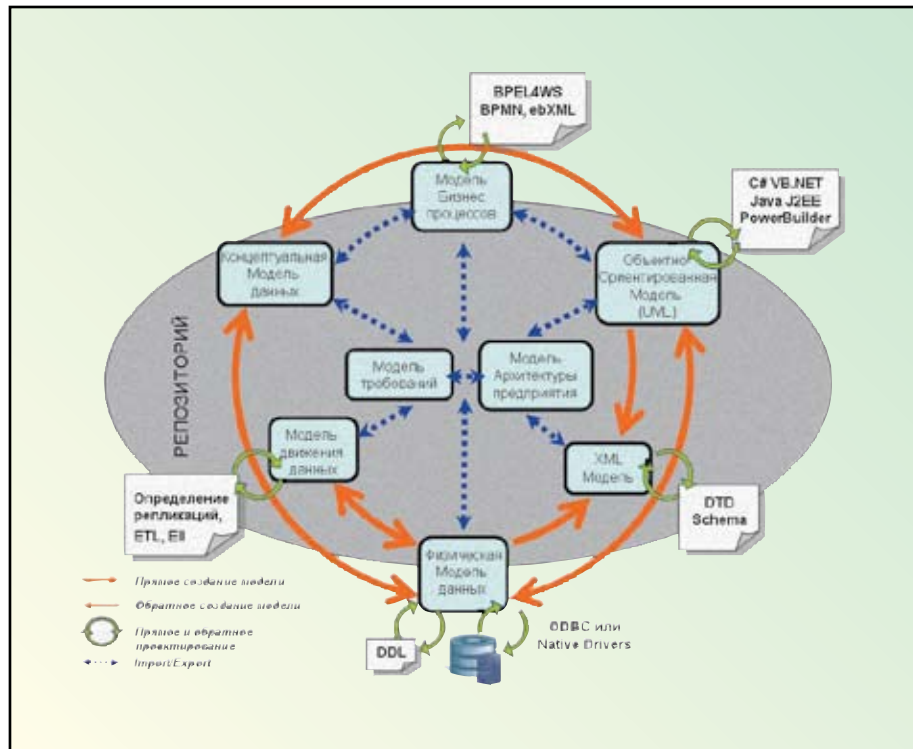 BPEL4WS
BPMN, ebXML
Модель
Бизнес
процессов
C# VB.NET
Java J2EE
PowerBuilder
Концептуальная
Модель
данных
Объектно
Ориентированная
Модель
(UML)
РЕПОЗИТОРИЙ
Модель
тробований
Модель
Архитектуры
предприятия
Модель
движения
данных
XML
Модель
Определение
репликаций,
ETL, EII
DTD
Schema
Физическая
Модель
данных
Прямое создание модели
Обратное создание модели
Прямое и обратное
проектирование
Import/Export
DDL
ODBC или
Native Drivers